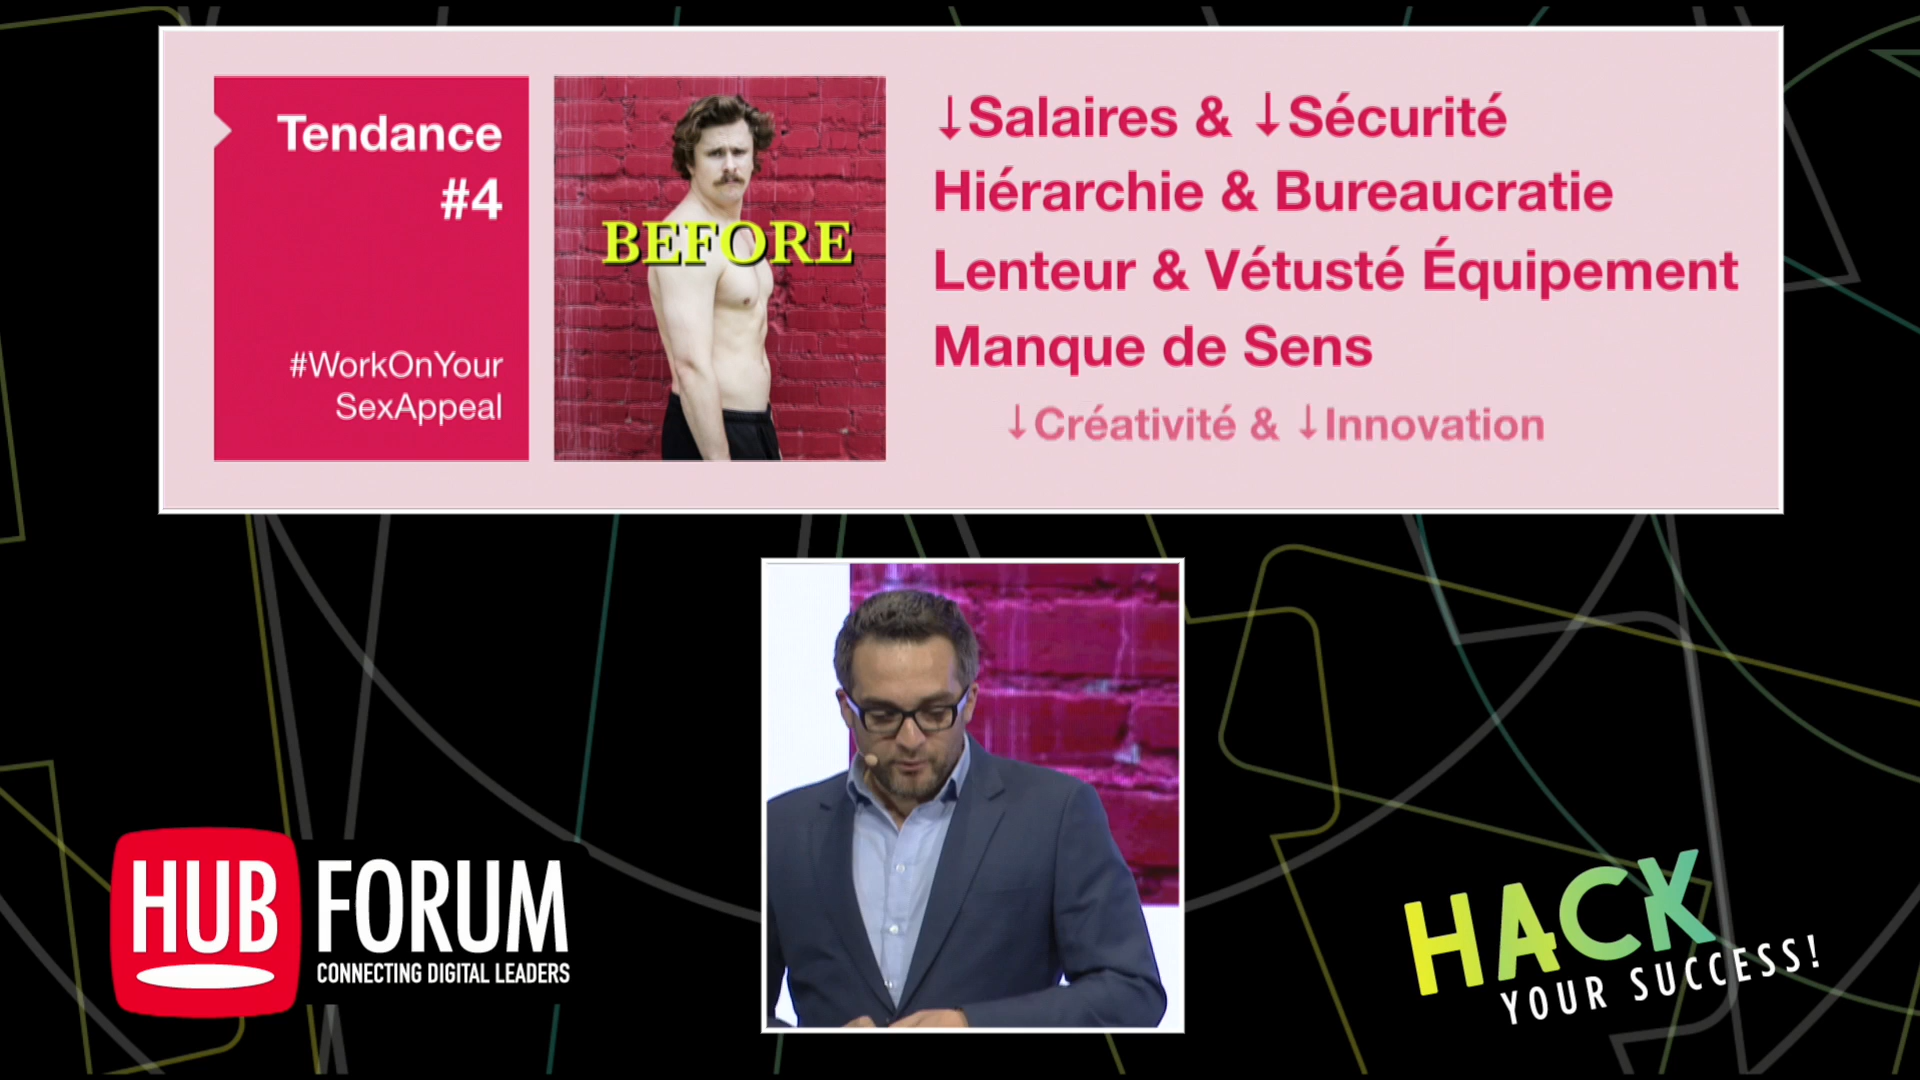 Tendance
#4
#WorkOnYour
SexAppeal
BEFORE
↓Salaires & ↓Sécurité
Hiérarchie & Bureaucratie
Lenteur & Vétusté Équipement
Manque de Sens
↓Créativité & ↓Innovation
HUB FORUM
CONNECTING DIGITAL LEADERS
HACK
YOUR SUCCESS!